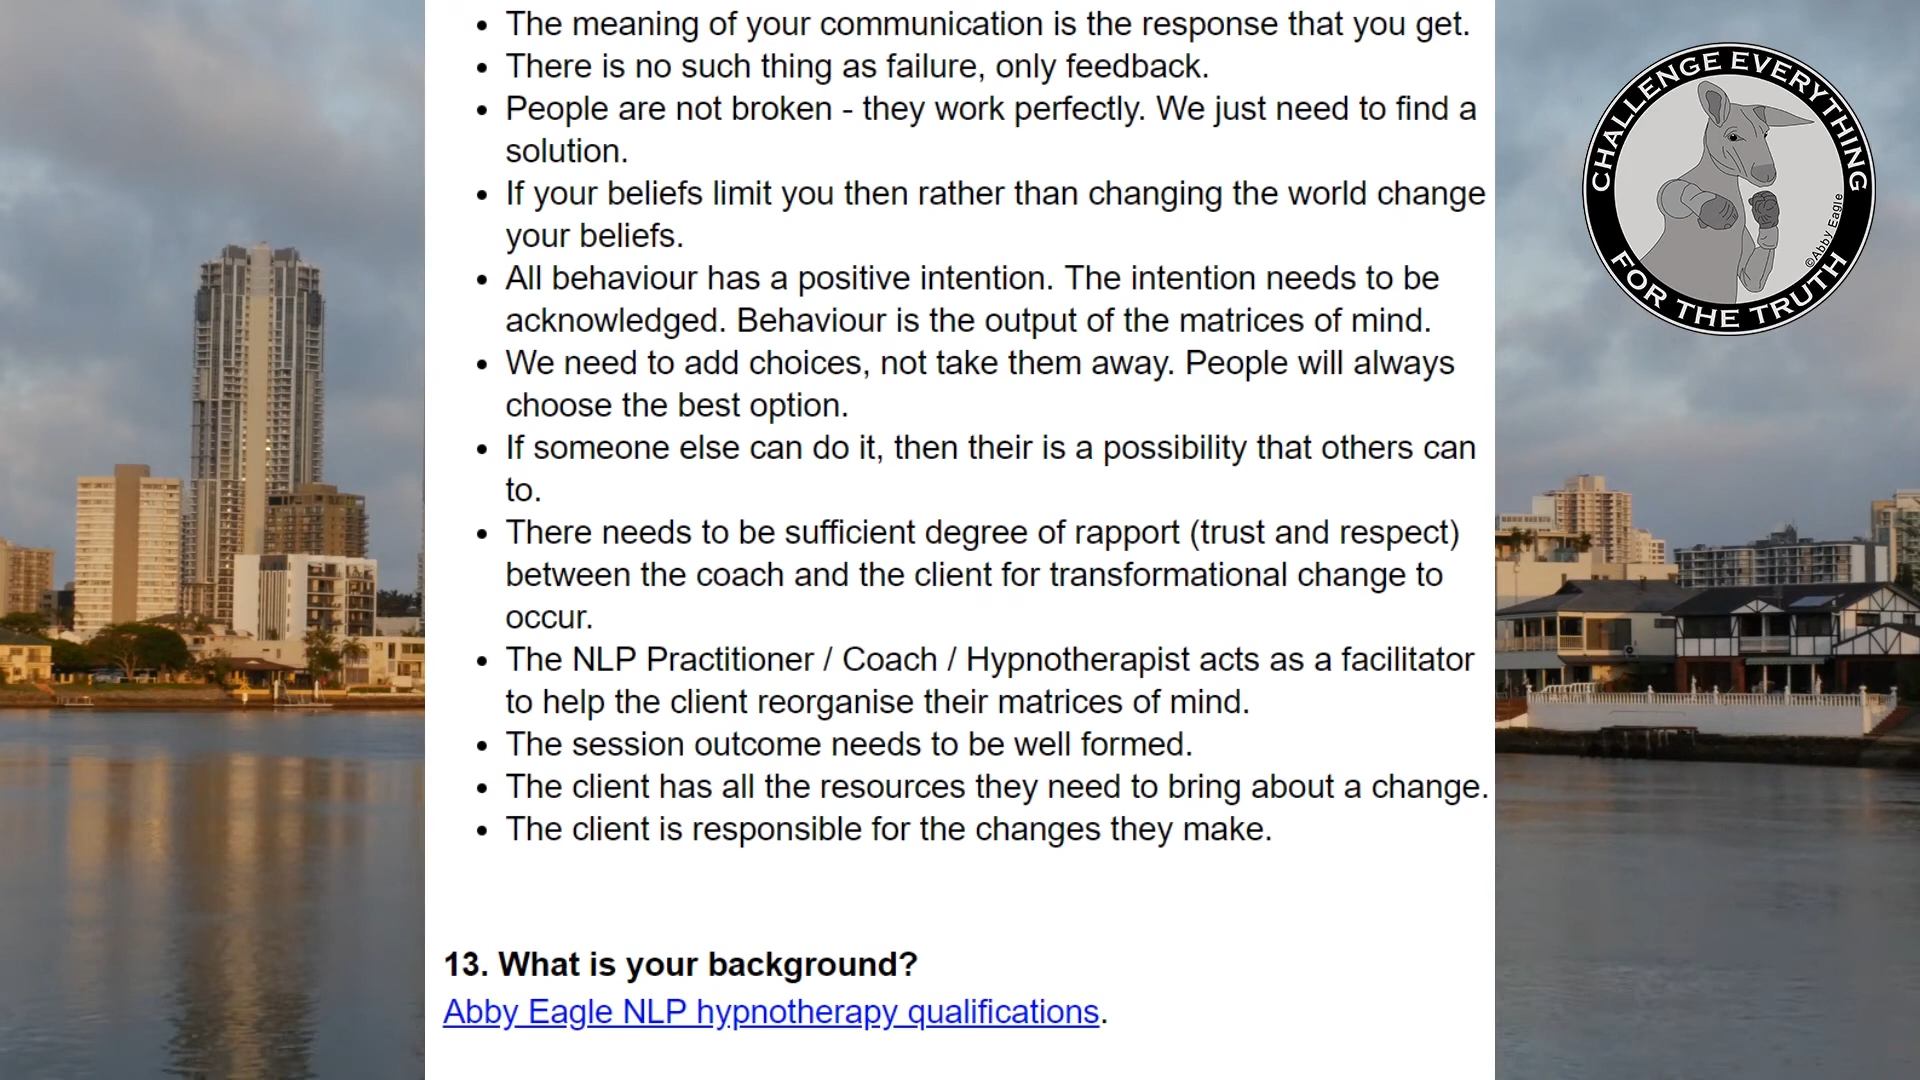 The meaning of your communication is the response that you get.
There is no such thing as failure, only feedback.
People are not broken - they work perfectly. We just need to find a
solution.
If your beliefs limit you then rather than changing the world change
your beliefs.
All behaviour has a positive intention. The intention needs to be
acknowledged. Behaviour is the output of the matrices of mind.
We need to add choices, not take them away. People will always
choose the best option.
If someone else can do it, then their is a possibility that others can
to.
There needs to be sufficient degree of rapport (trust and respect)
between the coach and the client for transformational change to
occur.
The NLP Practitioner / Coach / Hypnotherapist acts as a facilitator
to help the client reorganise their matrices of mind.
The session outcome needs to be well formed.
The client has all the resources they need to bring about a change.
The client is responsible for the changes they make.
13. What is your background?
Abby Eagle NLP hypnotherapy qualifications.
CHALLENGE EVERYTHING
FOR THE TRUTH
©Abby Eagle